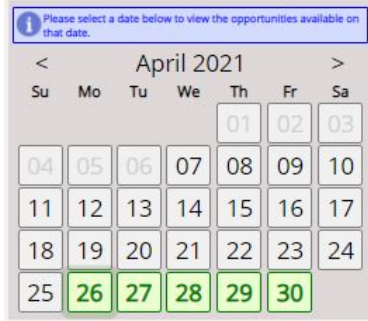 Please select a date below to view the opportunities available on
that date.
< April 2021 >
Su Mo Tu We Th Fr Sa
01 02 03
04 05 06 07 08 09 10
11 12 13 14 15 16 17
18 19 20 21 22 23 24
25 26 27 28 29 30